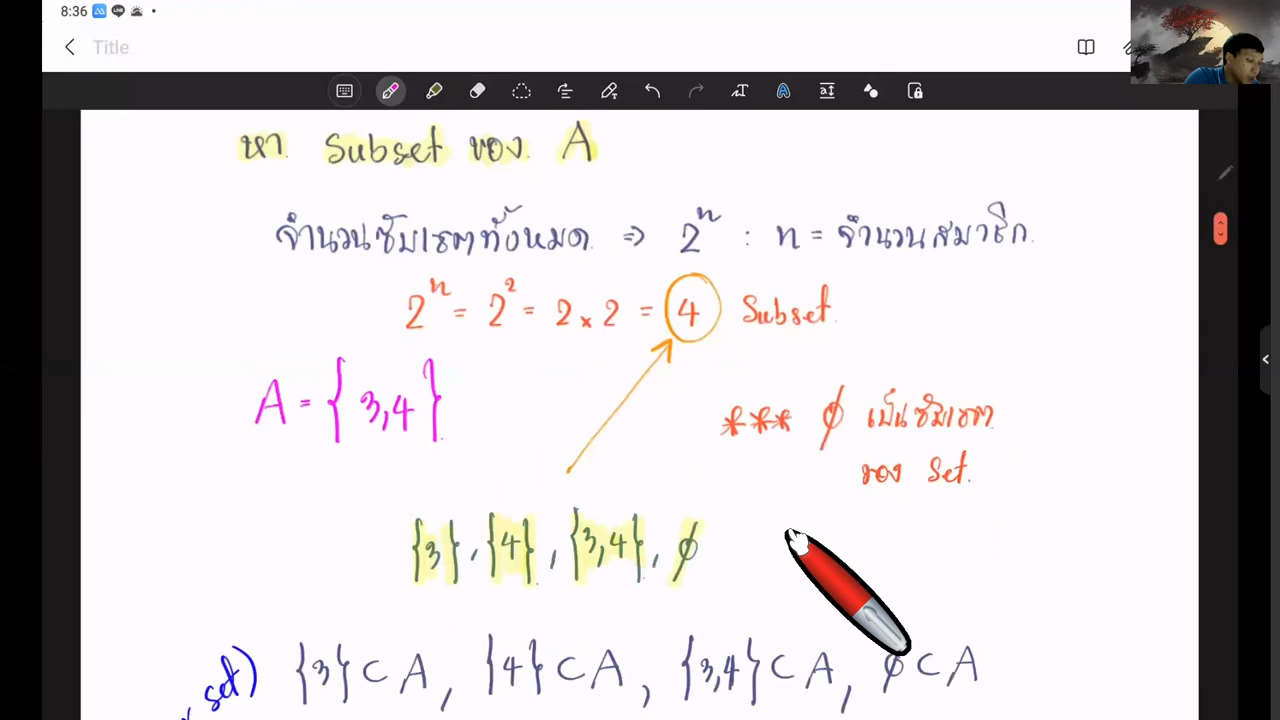 8:36
Title
หา Subset ของ A
จำนวนซับเซตทั้งหมด ⇒ 2ⁿ : n = จำนวนสมาชิก
2ⁿ = 2² = 2 × 2 = 4 Subset
A = {3,4}
*** ∅ เป็นซับเซต
ของ Set.
{3}, {4}, {3,4}, ∅
set) {3} ⊂ A, {4} ⊂ A, {3,4} ⊂ A, ∅ ⊂ A